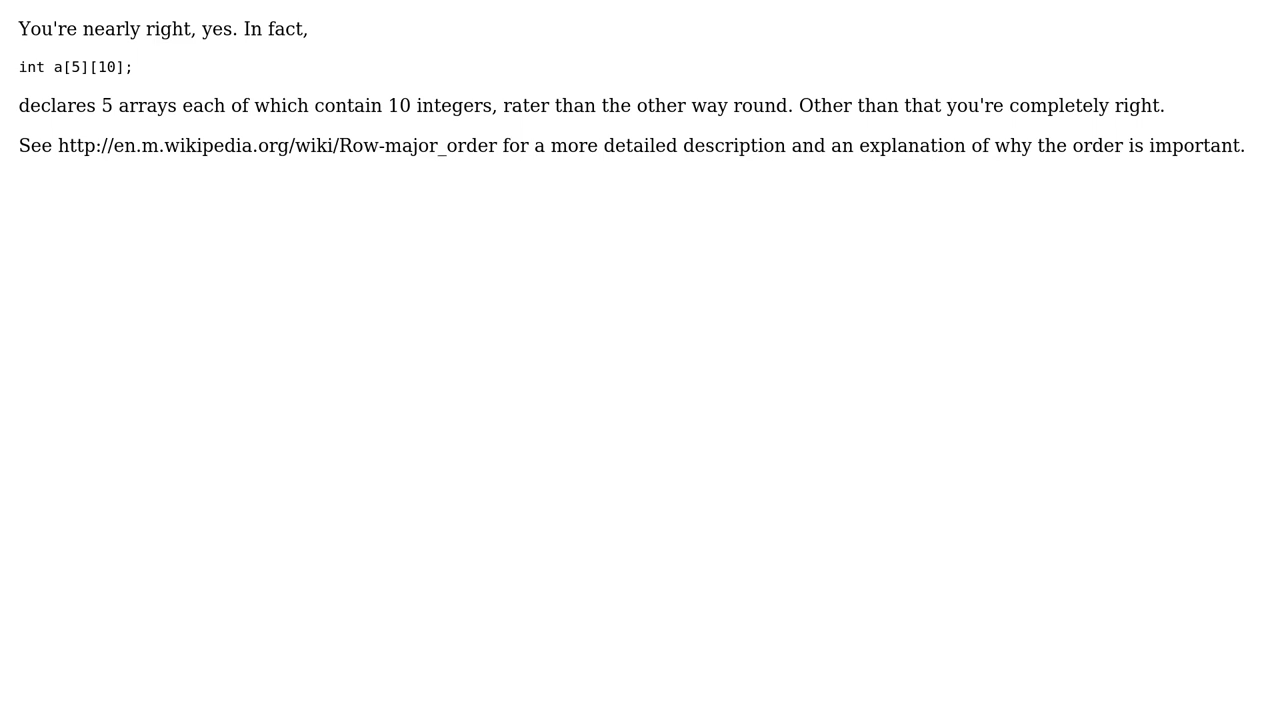 You're nearly right, yes. In fact,
int a[5][10];
declares 5 arrays each of which contain 10 integers, rater than the other way round. Other than that you're completely right.
See http://en.m.wikipedia.org/wiki/Row-major_order for a more detailed description and an explanation of why the order is important.